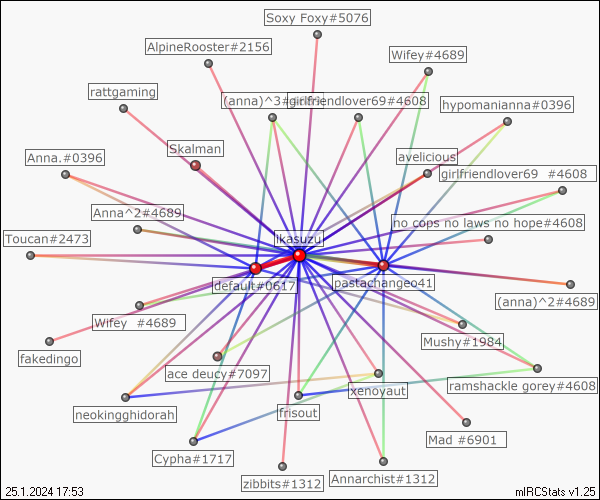 Soxy Foxy#5076
AlpineRooster#2156
Wifey#4689
rattgaming
(anna)^3#
girlfriendlover69#4608
hypomanianna#0396
Skalman
Anna.#0396
avelicious
girlfriendlover69 #4608
Anna^2#4689
no cops no laws no hope#4608
Toucan#2473
ikasuzu
default#0617
pastachangeo41
(anna)^2#4689
Wifey #4689
Mushy#1984
fakedingo
ace deucy#7097
xenoyaut
ramshackle gorey#4608
neokingghidorah
frisout
Mad #6901
Cypha#1717
zibbits#1312
Annarchist#1312
25.1.2024 17:53
mIRCStats v1.25